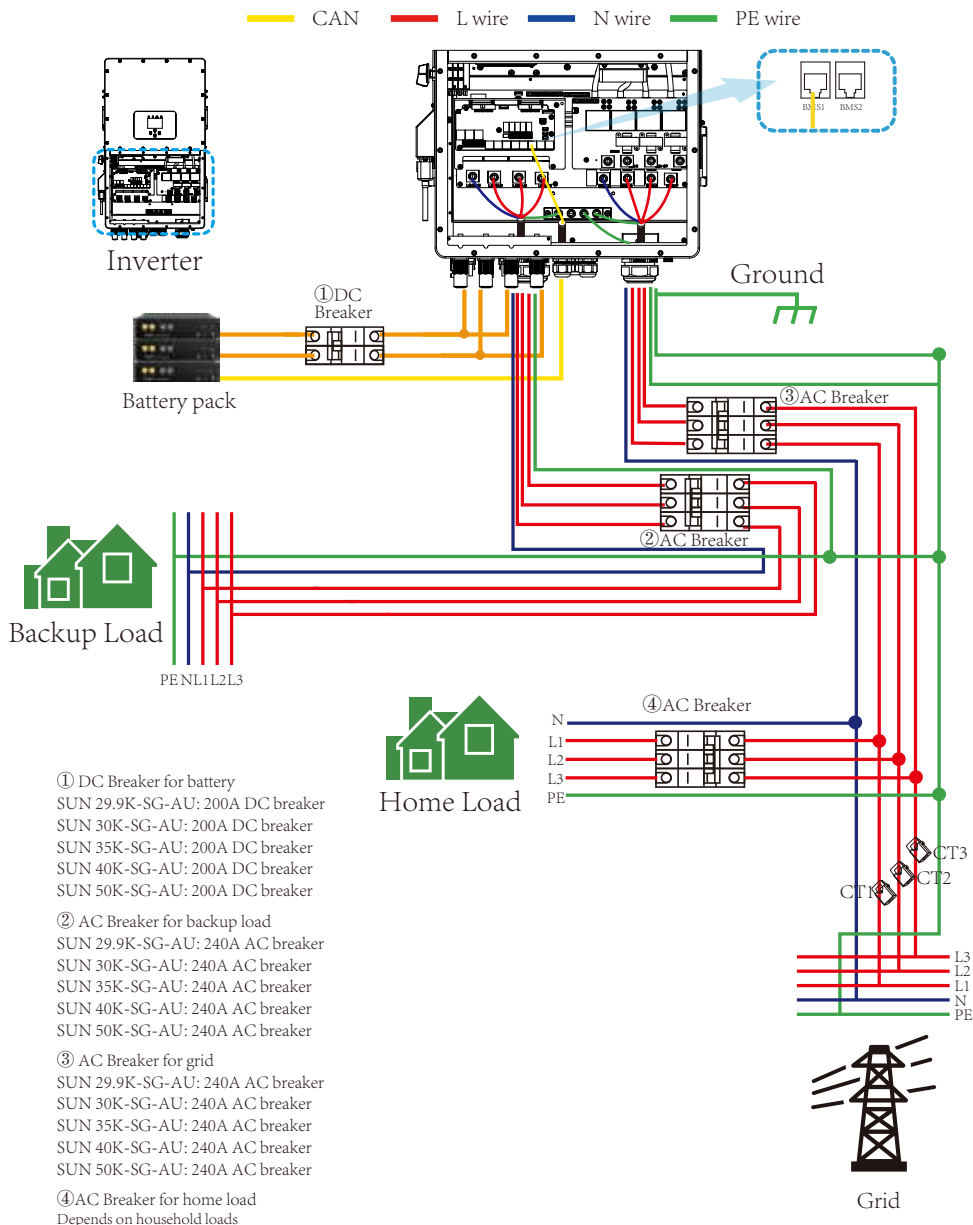 CAN L wire N wire PE wire
BMS1 BMS2
Inverter
Ground
①DC
Breaker
Battery pack
③AC Breaker
②AC Breaker
Backup Load
PE NL1L2L3
④AC Breaker
N
L1
L2
L3
PE
Home Load
CT3
CT2
CT1
L3
L2
L1
N
PE
Grid
① DC Breaker for battery
SUN 29.9K-SG-AU: 200A DC breaker
SUN 30K-SG-AU: 200A DC breaker
SUN 35K-SG-AU: 200A DC breaker
SUN 40K-SG-AU: 200A DC breaker
SUN 50K-SG-AU: 200A DC breaker
② AC Breaker for backup load
SUN 29.9K-SG-AU: 240A AC breaker
SUN 30K-SG-AU: 240A AC breaker
SUN 35K-SG-AU: 240A AC breaker
SUN 40K-SG-AU: 240A AC breaker
SUN 50K-SG-AU: 240A AC breaker
③ AC Breaker for grid
SUN 29.9K-SG-AU: 240A AC breaker
SUN 30K-SG-AU: 240A AC breaker
SUN 35K-SG-AU: 240A AC breaker
SUN 40K-SG-AU: 240A AC breaker
SUN 50K-SG-AU: 240A AC breaker
④AC Breaker for home load
Depends on household loads